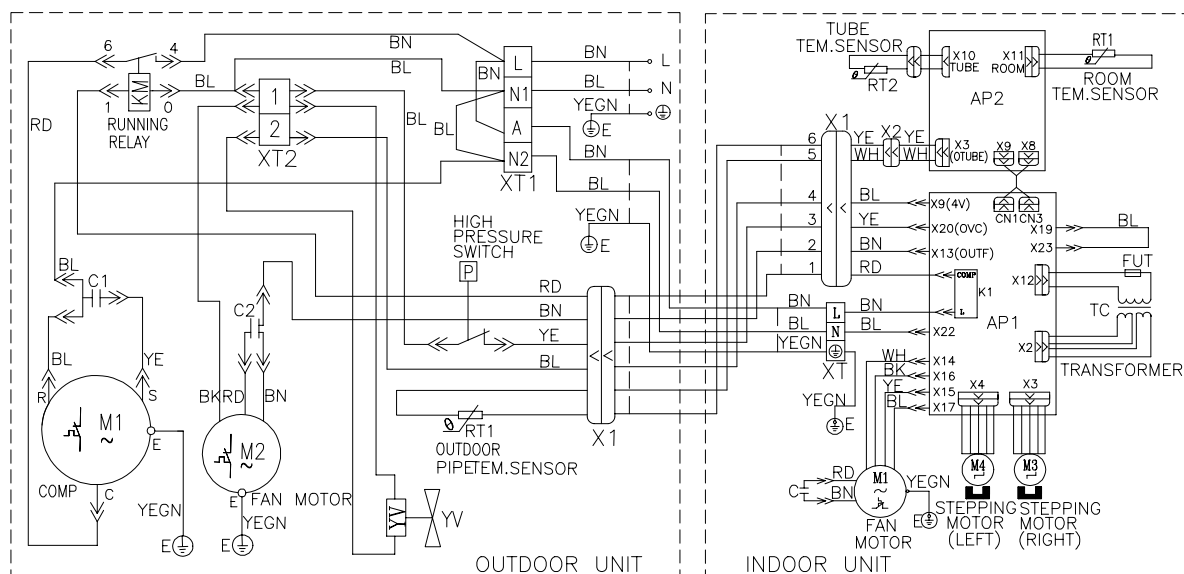 6
4
BN
L
BN
L
BN
BL
N1
BL
N
KM
BL
1
0
YEGN
E
RUNNING
RELAY
1
2
XT2
BL
BL
A
BN
N2
XT1
BL
YEGN
E
RD
HIGH
PRESSURE
SWITCH
P
BL
C1
RD
BN
C2
YE
BL
BL
YE
R
S
M1
~
E
COMP
C
YEGN
E
BK
RD
BN
M2
~
E
FAN MOTOR
YEGN
E
θ
RT1
OUTDOOR
PIPETEM.SENSOR
X1
YV
YV
OUTDOOR UNIT
TUBE
TEM.SENSOR
θ
RT2
X10
TUBE
X11
ROOM
RT1
θ
ROOM
TEM.SENSOR
AP2
X1
6
YE
X2
YE
X3
(OTUBE)
5
WH
WH
X9
X8
CN1
CN3
4
BL
X9(4V)
3
YE
X20(OVC)
2
BN
X13(OUTF)
1
RD
COMP
L
K1
X19
BL
X23
FUT
X12
TC
X2
TRANSFORMER
AP1
BN
L
BN
BL
N
BL
X22
YEGN
XT
YEGN
E
WH
X14
BK
X16
YE
X15
BL
X17
X4
X3
M4
M3
RD
C
BN
M1
~
YEGN
E
FAN
MOTOR
STEPPING
MOTOR
(LEFT)
STEPPING
MOTOR
(RIGHT)
INDOOR UNIT